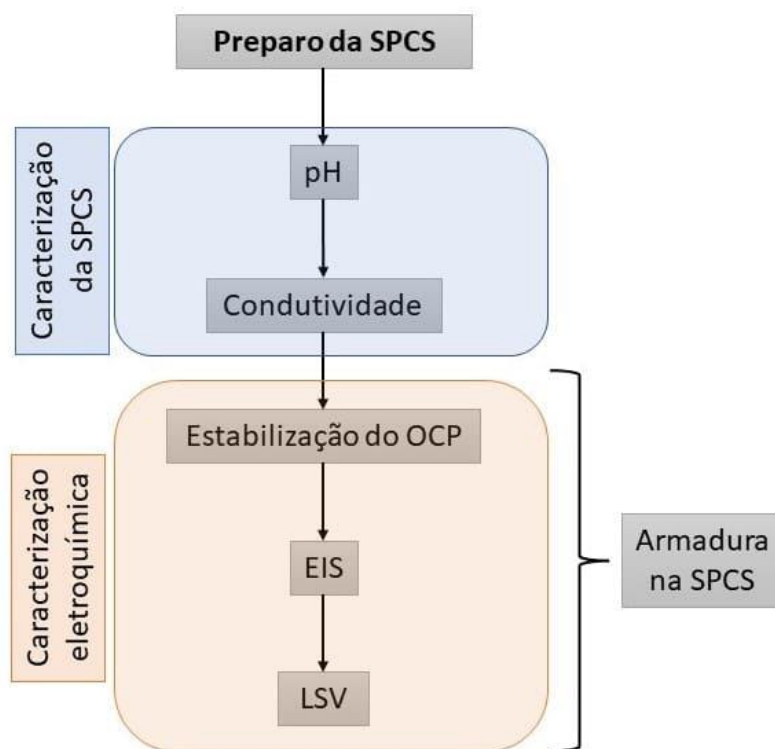 Preparo da SPCS
Caracterização
da SPCS
pH
Condutividade
Caracterização
eletroquímica
Estabilização do OCP
EIS
LSV
Armadura
na SPCS